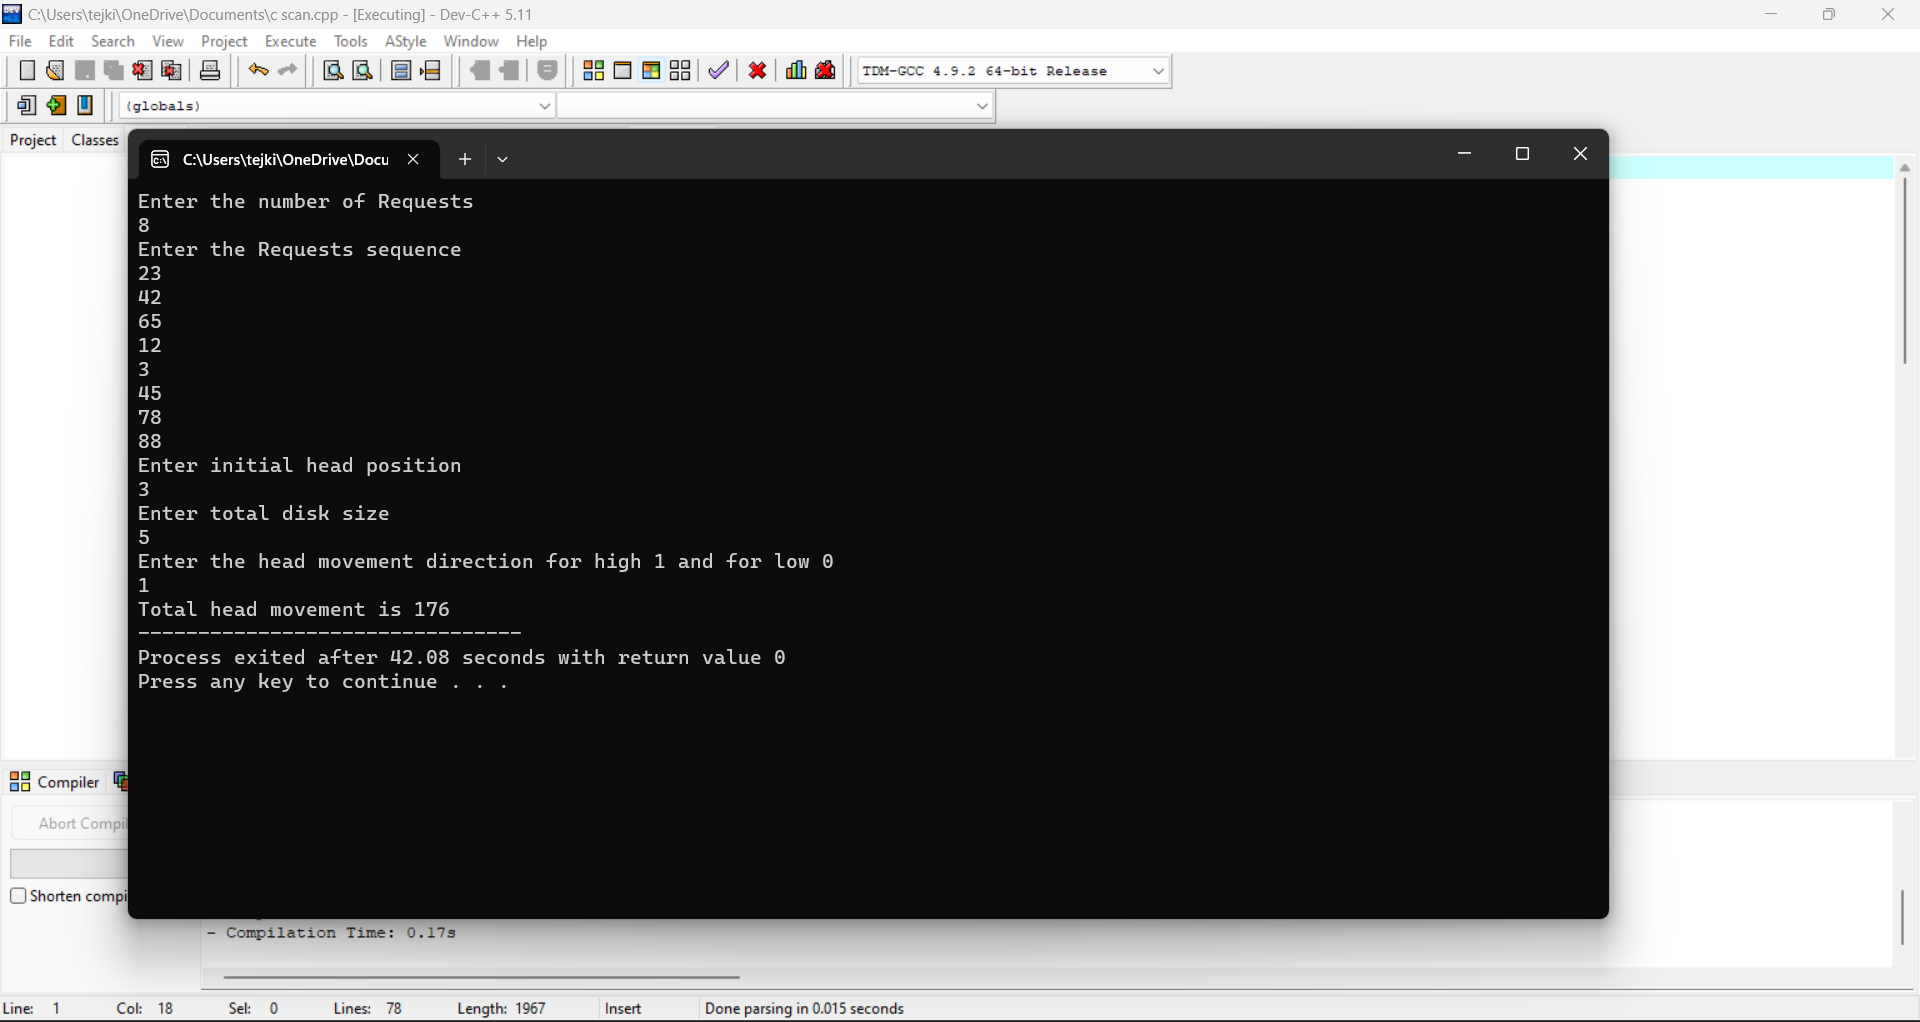 C:\Users\tejki\OneDrive\Documents\c scan.cpp - [Executing] - Dev-C++ 5.11
File Edit Search View Project Execute Tools AStyle Window Help
TDM-GCC 4.9.2 64-bit Release
(globals)
Project Classes
C:\Users\tejki\OneDrive\Docu
Enter the number of Requests
8
Enter the Requests sequence
23
42
65
12
3
45
78
88
Enter initial head position
3
Enter total disk size
5
Enter the head movement direction for high 1 and for low 0
1
Total head movement is 176
--------------------------------
Process exited after 42.08 seconds with return value 0
Press any key to continue . . .
Compiler
Abort Compil
Shorten compi
- Compilation Time: 0.17s
Line: 1 Col: 18 Sel: 0 Lines: 78 Length: 1967 Insert Done parsing in 0.015 seconds